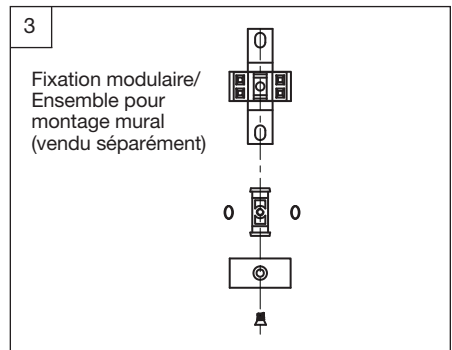 3
Fixation modulaire/
Ensemble pour
montage mural
(vendu séparément)